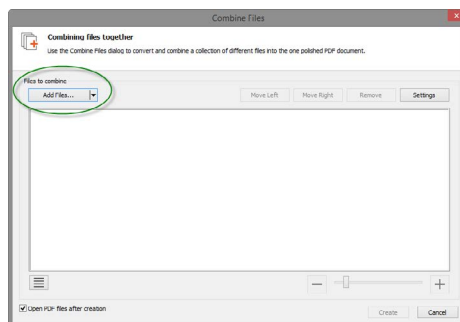 Combine Files
Combining files together
Use the Combine Files dialog to convert and combine a collection of different files into the one polished PDF document.
Files to combine
Add Files... Move Left Move Right Remove Settings
Open PDF files after creation
Create Cancel